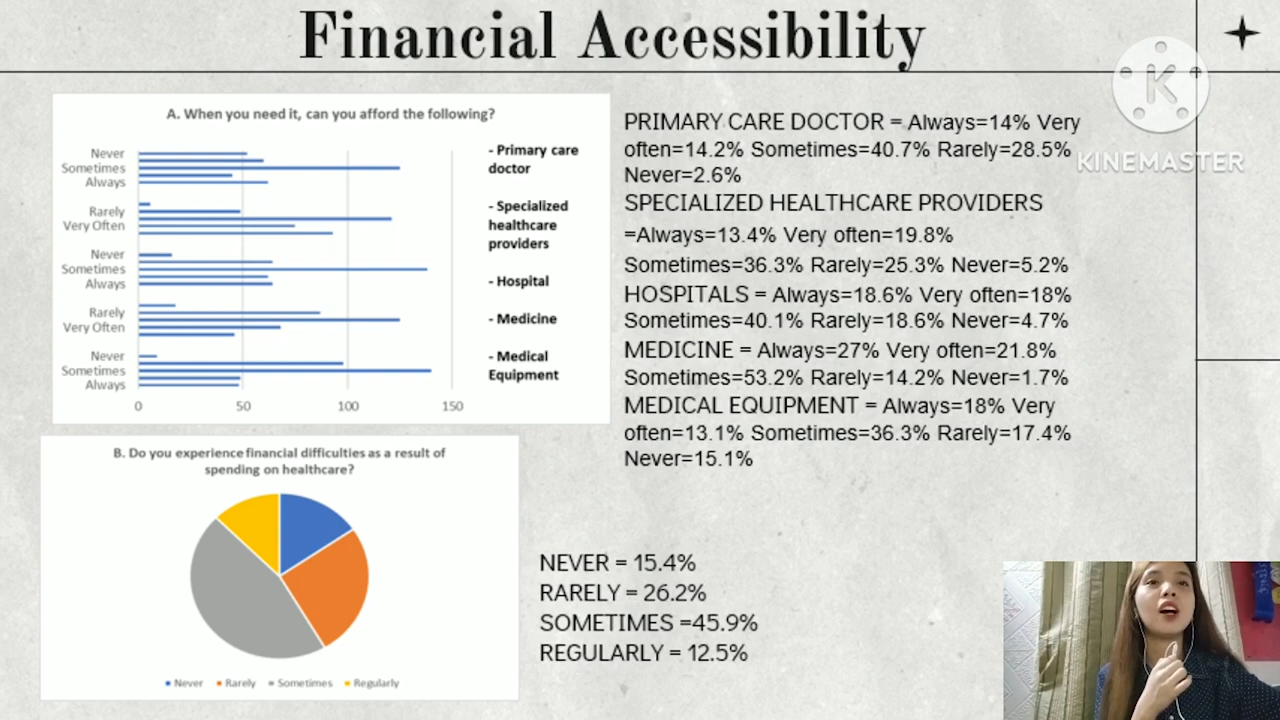 Financial Accessibility
KINEMASTER
A. When you need it, can you afford the following?
Never
Sometimes
Always
Rarely
Very Often
Never
Sometimes
Always
Rarely
Very Often
Never
Sometimes
Always
0 50 100 150
- Primary care
doctor
- Specialized
healthcare
providers
- Hospital
- Medicine
- Medical
Equipment
PRIMARY CARE DOCTOR = Always=14% Very
often=14.2% Sometimes=40.7% Rarely=28.5%
Never=2.6%
SPECIALIZED HEALTHCARE PROVIDERS
=Always=13.4% Very often=19.8%
Sometimes=36.3% Rarely=25.3% Never=5.2%
HOSPITALS = Always=18.6% Very often=18%
Sometimes=40.1% Rarely=18.6% Never=4.7%
MEDICINE = Always=27% Very often=21.8%
Sometimes=53.2% Rarely=14.2% Never=1.7%
MEDICAL EQUIPMENT = Always=18% Very
often=13.1% Sometimes=36.3% Rarely=17.4%
Never=15.1%
B. Do you experience financial difficulties as a result of
spending on healthcare?
Never Rarely Sometimes Regularly
NEVER = 15.4%
RARELY = 26.2%
SOMETIMES =45.9%
REGULARLY = 12.5%